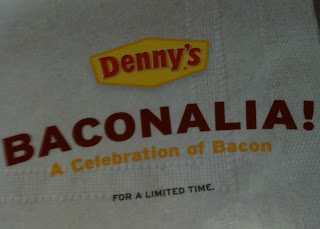 Denny's
BACONALIA!
A Celebration of Bacon
FOR A LIMITED TIME.